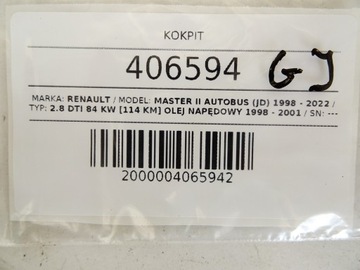 KOKPIT
406594 GJ
MARKA: RENAULT / MODEL: MASTER II AUTOBUS (JD) 1998 - 2022 /
TYP: 2.8 DTI 84 KW [114 KM] OLEJ NAPĘDOWY 1998 - 2001 / SN: ---
2000004065942